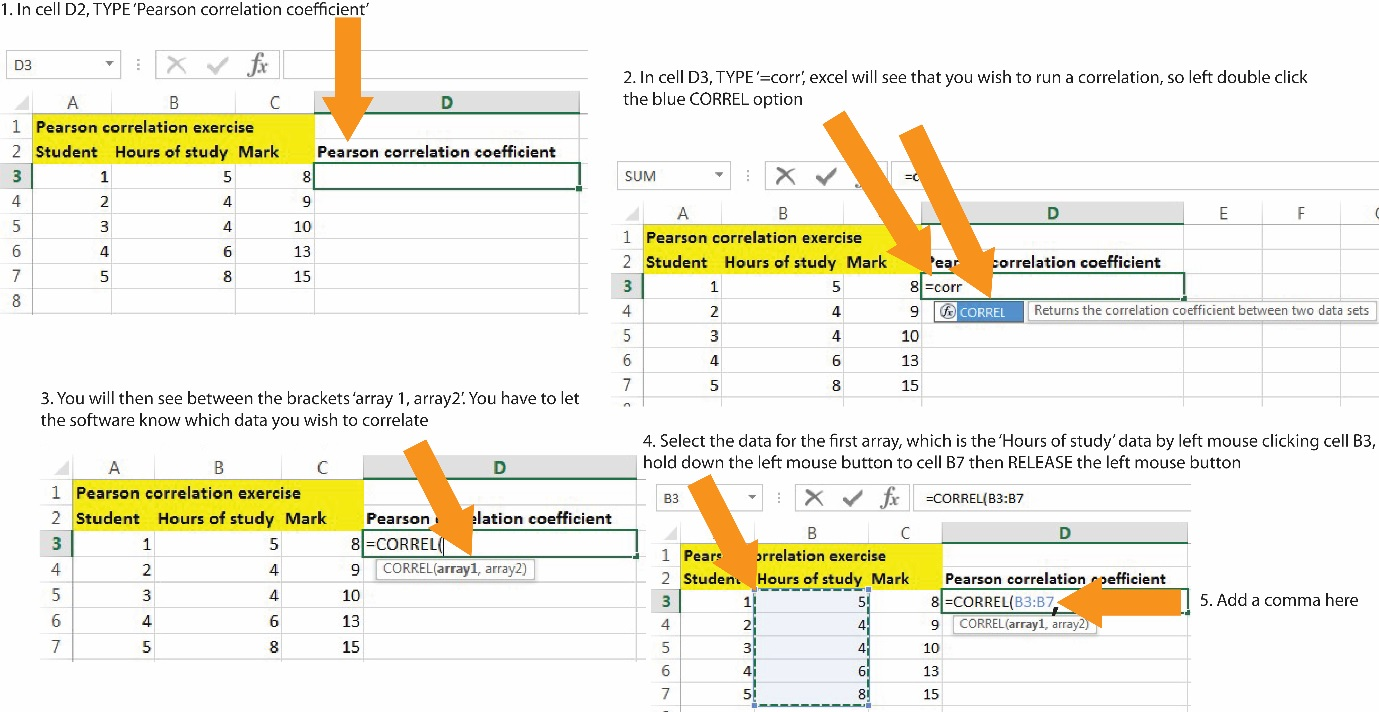 1. In cell D2, TYPE ‘Pearson correlation coefficient’
D3
fx
A B C D
1 Pearson correlation exercise
2 Student Hours of study Mark Pearson correlation coefficient
3 1 5 8
4 2 4 9
5 3 4 10
6 4 6 13
7 5 8 15
8
2. In cell D3, TYPE ‘=corr’, excel will see that you wish to run a correlation, so left double click
the blue CORREL option
SUM =c
A B D E F
1 Pearson correlation exercise
2 Student Hours of study Mark Pear correlation coefficient
3 1 5 8 =corr
fx CORREL Returns the correlation coefficient between two data sets
4 2 4 9
5 3 4 10
6 4 6 13
7 5 8 15
3. You will then see between the brackets ‘array 1, array2’. You have to let
the software know which data you wish to correlate
A B C D
1 Pearson correlation exercise
2 Student Hours of study Mark Pearson elation coefficient
3 1 5 8 =CORREL(
CORREL(array1, array2)
4 2 4 9
5 3 4 10
6 4 6 13
7 5 8 15
4. Select the data for the first array, which is the ‘Hours of study’ data by left mouse clicking cell B3,
hold down the left mouse button to cell B7 then RELEASE the left mouse button
B3 fx =CORREL(B3:B7
B C D
1 Pears orrelation exercise
2 Student Hours of study Mark Pearson correlation coefficient
3 1 5 8 =CORREL(B3:B7,
5. Add a comma here
CORREL(array1, array2)
4 2 4 9
5 3 4 10
6 4 6 13
7 5 8 15